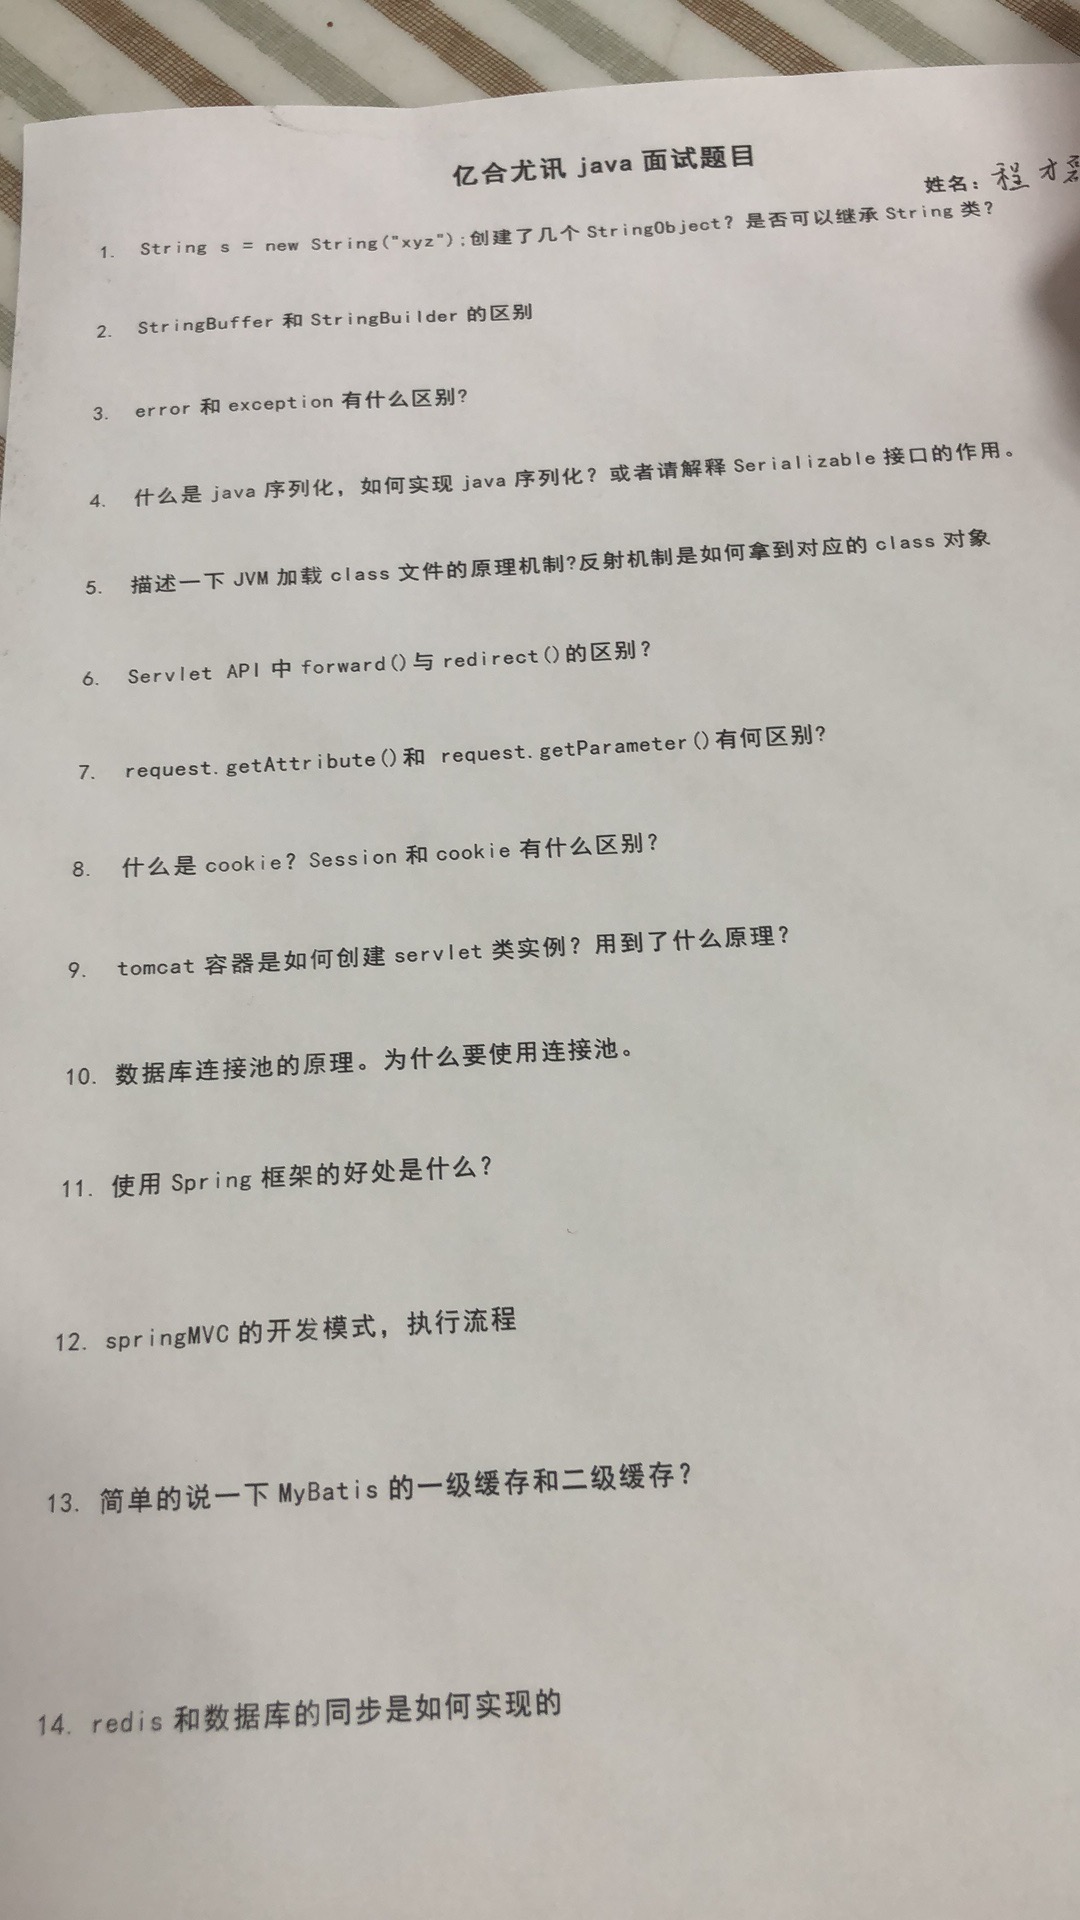 亿合尤讯 java 面试题目
姓名：程才
1. String s = new String("xyz");创建了几个 StringObject？是否可以继承 String 类？
2. StringBuffer 和 StringBuilder 的区别
3. error 和 exception 有什么区别？
4. 什么是 java 序列化，如何实现 java 序列化？或者请解释 Serializable 接口的作用。
5. 描述一下 JVM 加载 class 文件的原理机制?反射机制是如何拿到对应的 class 对象
6. Servlet API 中 forward()与 redirect()的区别？
7. request.getAttribute()和 request.getParameter()有何区别?
8. 什么是 cookie？Session 和 cookie 有什么区别？
9. tomcat 容器是如何创建 servlet 类实例？用到了什么原理？
10. 数据库连接池的原理。为什么要使用连接池。
11. 使用 Spring 框架的好处是什么？
12. springMVC 的开发模式，执行流程
13. 简单的说一下 MyBatis 的一级缓存和二级缓存？
14. redis 和数据库的同步是如何实现的